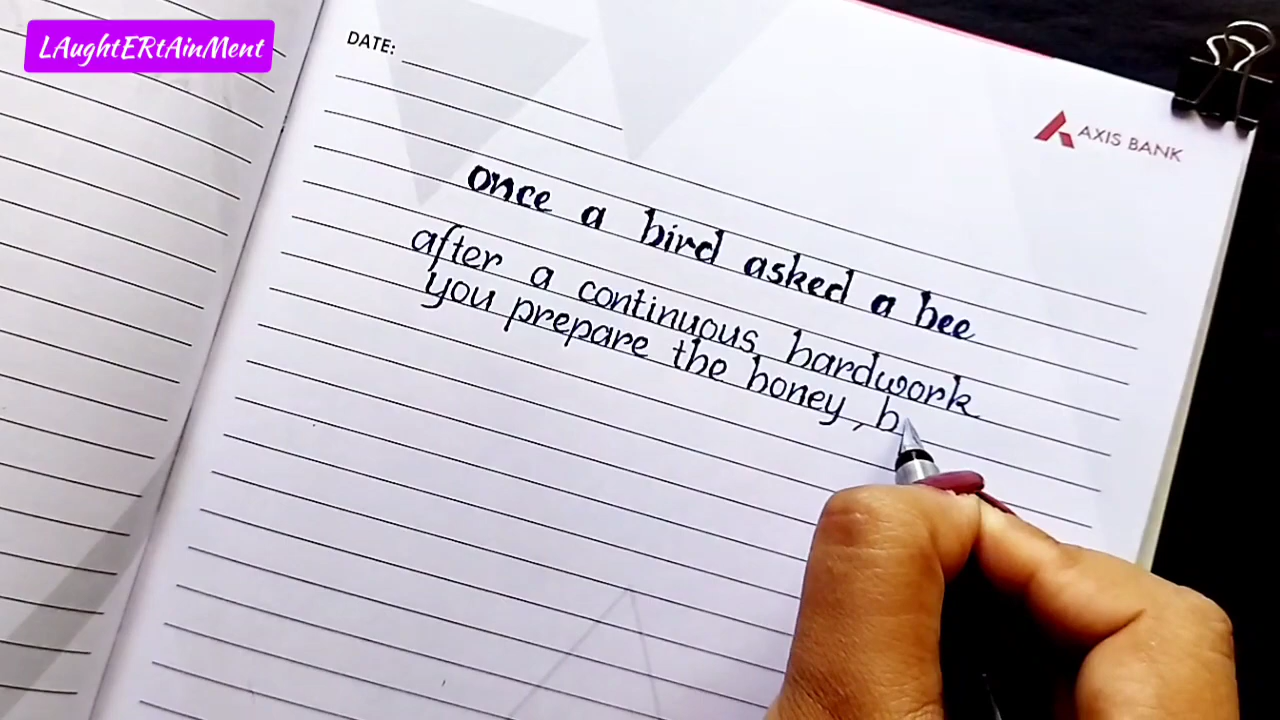 LAughtERtAinMent
DATE:
AXIS BANK
once a bird asked a bee
after a continuous hardwork
you prepare the honey, b